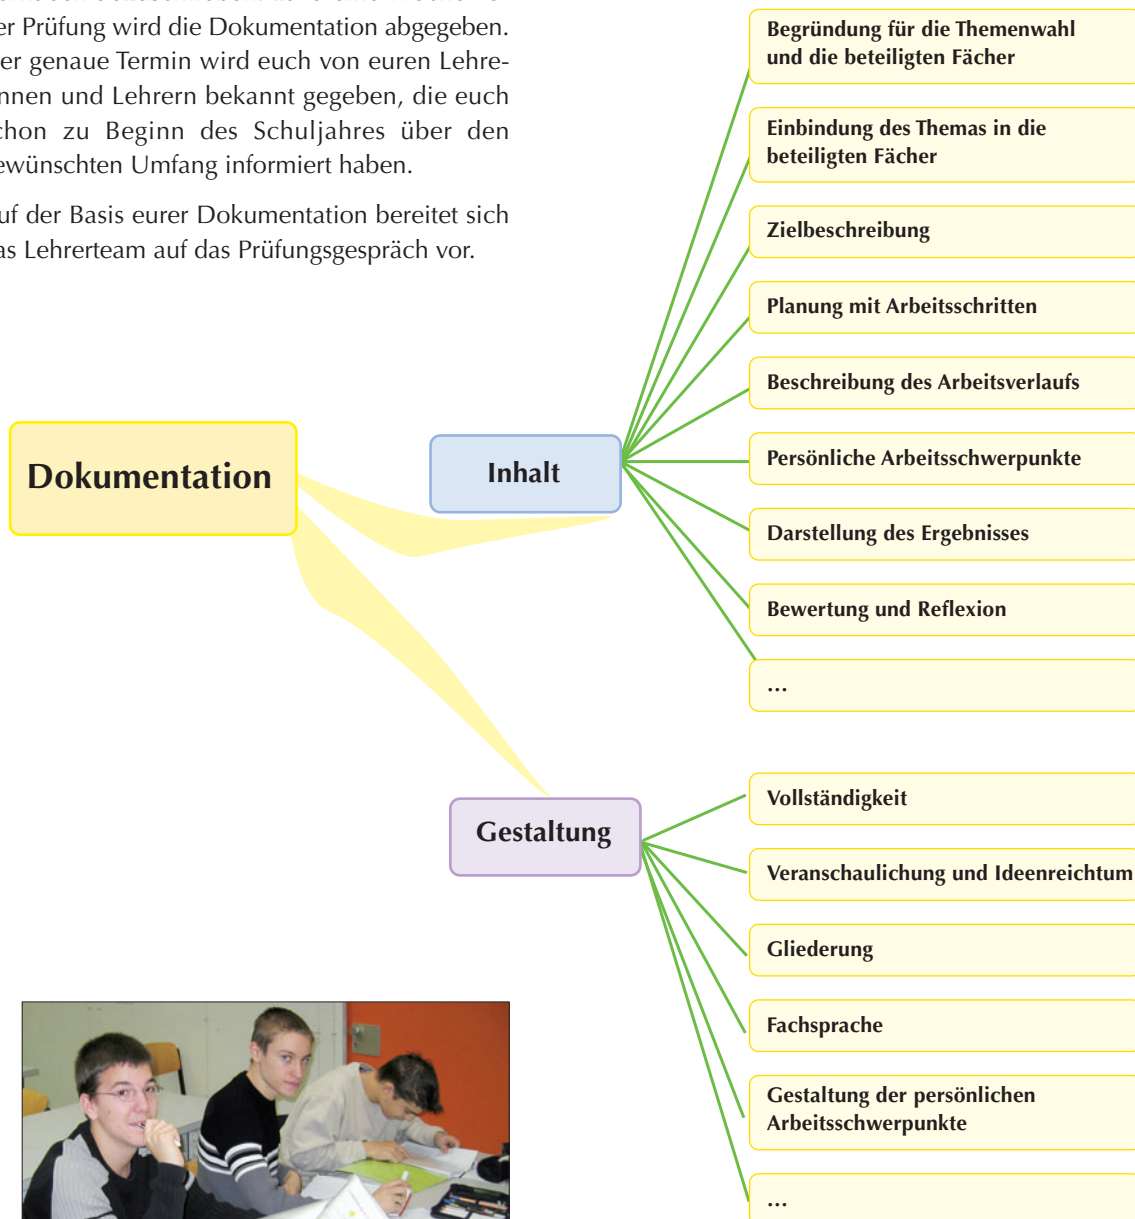 er Prüfung wird die Dokumentation abgegeben.
er genaue Termin wird euch von euren Lehre-
nnen und Lehrern bekannt gegeben, die euch
chon zu Beginn des Schuljahres über den
ewünschten Umfang informiert haben.
uf der Basis eurer Dokumentation bereitet sich
as Lehrerteam auf das Prüfungsgespräch vor.
Dokumentation
Inhalt
Begründung für die Themenwahl
und die beteiligten Fächer
Einbindung des Themas in die
beteiligten Fächer
Zielbeschreibung
Planung mit Arbeitsschritten
Beschreibung des Arbeitsverlaufs
Persönliche Arbeitsschwerpunkte
Darstellung des Ergebnisses
Bewertung und Reflexion
...
Gestaltung
Vollständigkeit
Veranschaulichung und Ideenreichtum
Gliederung
Fachsprache
Gestaltung der persönlichen
Arbeitsschwerpunkte
...